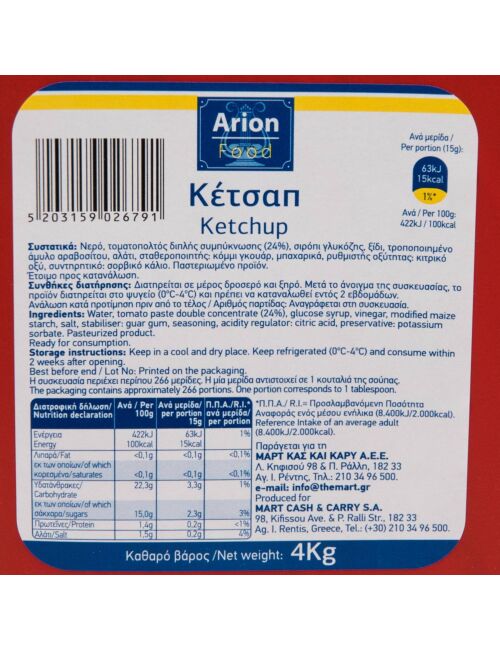 Arion
Food
Ανά μερίδα /
Per portion (15g):
63kJ
15kcal
1%*
Ανά / Per 100g:
422kJ / 100kcal
5 203159 026791
Κέτσαπ
Ketchup
Συστατικά: Νερό, τοματοπολτός διπλής συμπύκνωσης (24%), σιρόπι γλυκόζης, ξίδι, τροποποιημένο
άμυλο αραβοσίτου, αλάτι, σταθεροποιητής: κόμμι γκουάρ, μπαχαρικά, ρυθμιστής οξύτητας: κιτρικό
οξύ, συντηρητικό: σορβικό κάλιο. Παστεριωμένο προϊόν.
Έτοιμο προς κατανάλωση.
Συνθήκες διατήρησης: Διατηρείται σε μέρος δροσερό και ξηρό. Μετά το άνοιγμα της συσκευασίας, το
προϊόν διατηρείται στο ψυγείο (0°C-4°C) και πρέπει να καταναλωθεί εντός 2 εβδομάδων.
Ανάλωση κατά προτίμηση πριν από το τέλος / Αριθμός παρτίδας: Αναγράφεται στη συσκευασία.
Ingredients: Water, tomato paste double concentrate (24%), glucose syrup, vinegar, modified maize
starch, salt, stabiliser: guar gum, seasoning, acidity regulator: citric acid, preservative: potassium
sorbate. Pasteurized product.
Ready for consumption.
Storage instructions: Keep in a cool and dry place. Keep refrigerated (0°C-4°C) and consume within
2 weeks after opening.
Best before end / Lot No: Printed on the packaging.
Η συσκευασία περιέχει περίπου 266 μερίδες. Η μία μερίδα αντιστοιχεί σε 1 κουταλιά της σούπας.
The packaging contains approximately 266 portions. One portion corresponds to 1 tablespoon.
Διατροφική δήλωση/ Nutrition declaration | Ανά / Per 100g | Ανά μερίδα/ per portion 15g | Π.Π.Α./R.I.* ανά μερίδα/ per portion
Ενέργεια 422kJ 63kJ 1%
Energy 100kcal 15kcal
Λιπαρά/Fat <0,1g <0,1g <0,1%
εκ των οποίων/of which
κορεσμένα/saturates <0,1g <0,1g <0,1%
Υδατάνθρακες/ 22,3g 3,3g 1%
Carbohydrate
εκ των οποίων/of which
σάκχαρα/sugars 15,0g 2.3g 3%
Πρωτεΐνες/Protein 1,4g 0,2g <1%
Αλάτι/Salt 1,5g 0,2g 4%
*Π.Π.Α./ R.I.= Προσλαμβανόμενη Ποσότητα
Αναφοράς ενός μέσου ενήλικα (8.400kJ/2.000kcal).
Reference Intake of an average adult
(8.400kJ/2.000kcal).
Παράγεται για τη
ΜΑΡΤ ΚΑΣ ΚΑΙ ΚΑΡΥ Α.Ε.Ε.
Λ. Κηφισού 98 & Π. Ράλλη, 182 33
Αγ. Ι. Ρέντης, Τηλ.: 210 34 96 500.
e-mail: info@themart.gr
Produced for
MART CASH & CARRY S.A.
98, Kifissou Ave. & P. Ralli Str., 182 33
Ag. I. Rentis, Greece, Tel.: (+30) 210 34 96 500.
Καθαρό βάρος /Net weight: 4Kg